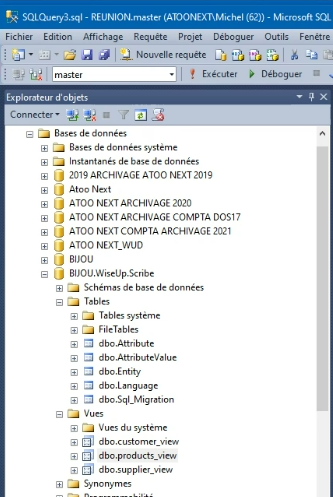 SQLQuery3.sql - REUNION.master (ATOONEXT\Michel (62)) - Microsoft SQL
Fichier Edition Affichage Requête Projet Déboguer Outils Fenêtre
Nouvelle requête
master Exécuter Déboguer
Explorateur d'objets
Connecter
Bases de données
Bases de données système
Instantanés de base de données
2019 ARCHIVAGE ATOO NEXT 2019
Atoo Next
ATOO NEXT ARCHIVAGE 2020
ATOO NEXT ARCHIVAGE COMPTA DOS17
ATOO NEXT COMPTA ARCHIVAGE 2021
ATOO NEXT_WUD
BIJOU
BIJOU.WiseUp.Scribe
Schémas de base de données
Tables
Tables système
FileTables
dbo.Attribute
dbo.AttributeValue
dbo.Entity
dbo.Language
dbo.Sql_Migration
Vues
Vues du système
dbo.customer_view
dbo.products_view
dbo.supplier_view
Synonymes
Programmabilité